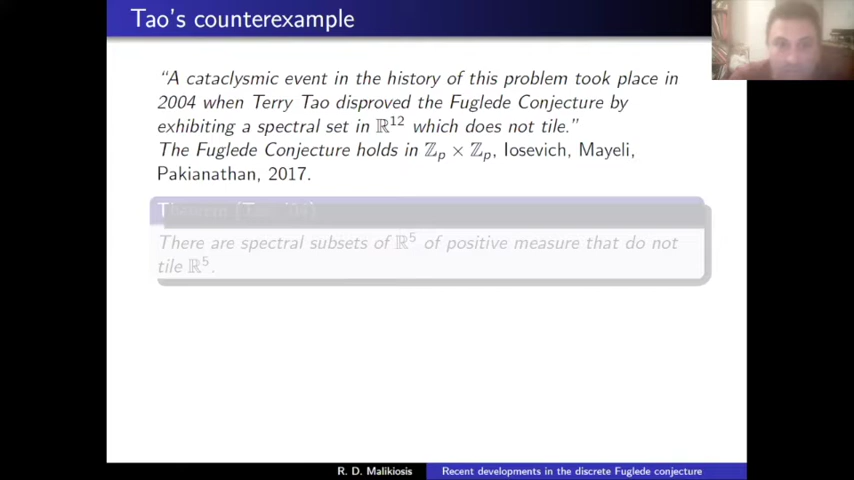 Tao's counterexample
"A cataclysmic event in the history of this problem took place in
2004 when Terry Tao disproved the Fuglede Conjecture by
exhibiting a spectral set in ℝ¹² which does not tile."
The Fuglede Conjecture holds in ℤₚ × ℤₚ, Iosevich, Mayeli,
Pakianathan, 2017.
Theorem (Tao, '04)
There are spectral subsets of ℝ⁵ of positive measure that do not
tile ℝ⁵.
R. D. Malikiosis
Recent developments in the discrete Fuglede conjecture